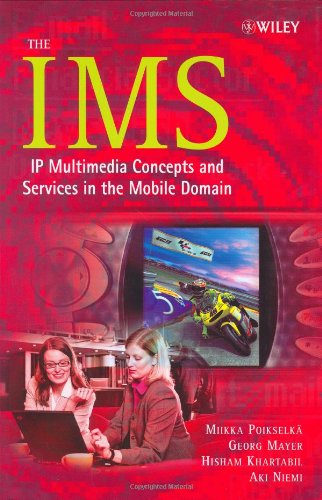 WILEY
THE
IMS
IP Multimedia Concepts and
Services in the Mobile Domain
MIIKKA POIKSELKÄ
GEORG MAYER
HISHAM KHARTABIL
AKI NIEMI